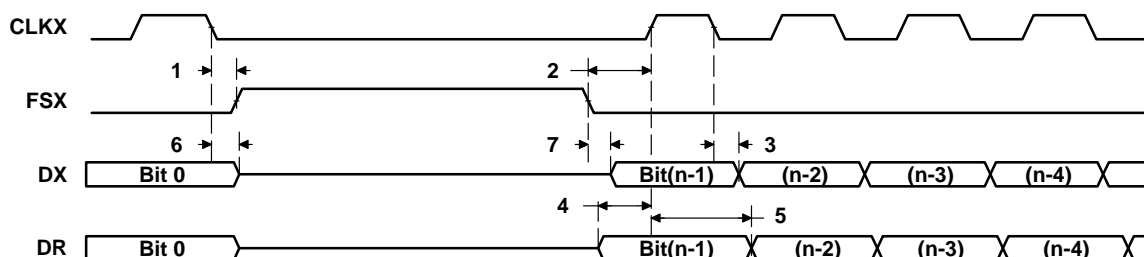 CLKX
1 2
FSX
6 7 3
DX Bit 0 Bit(n-1) (n-2) (n-3) (n-4)
4 5
DR Bit 0 Bit(n-1) (n-2) (n-3) (n-4)